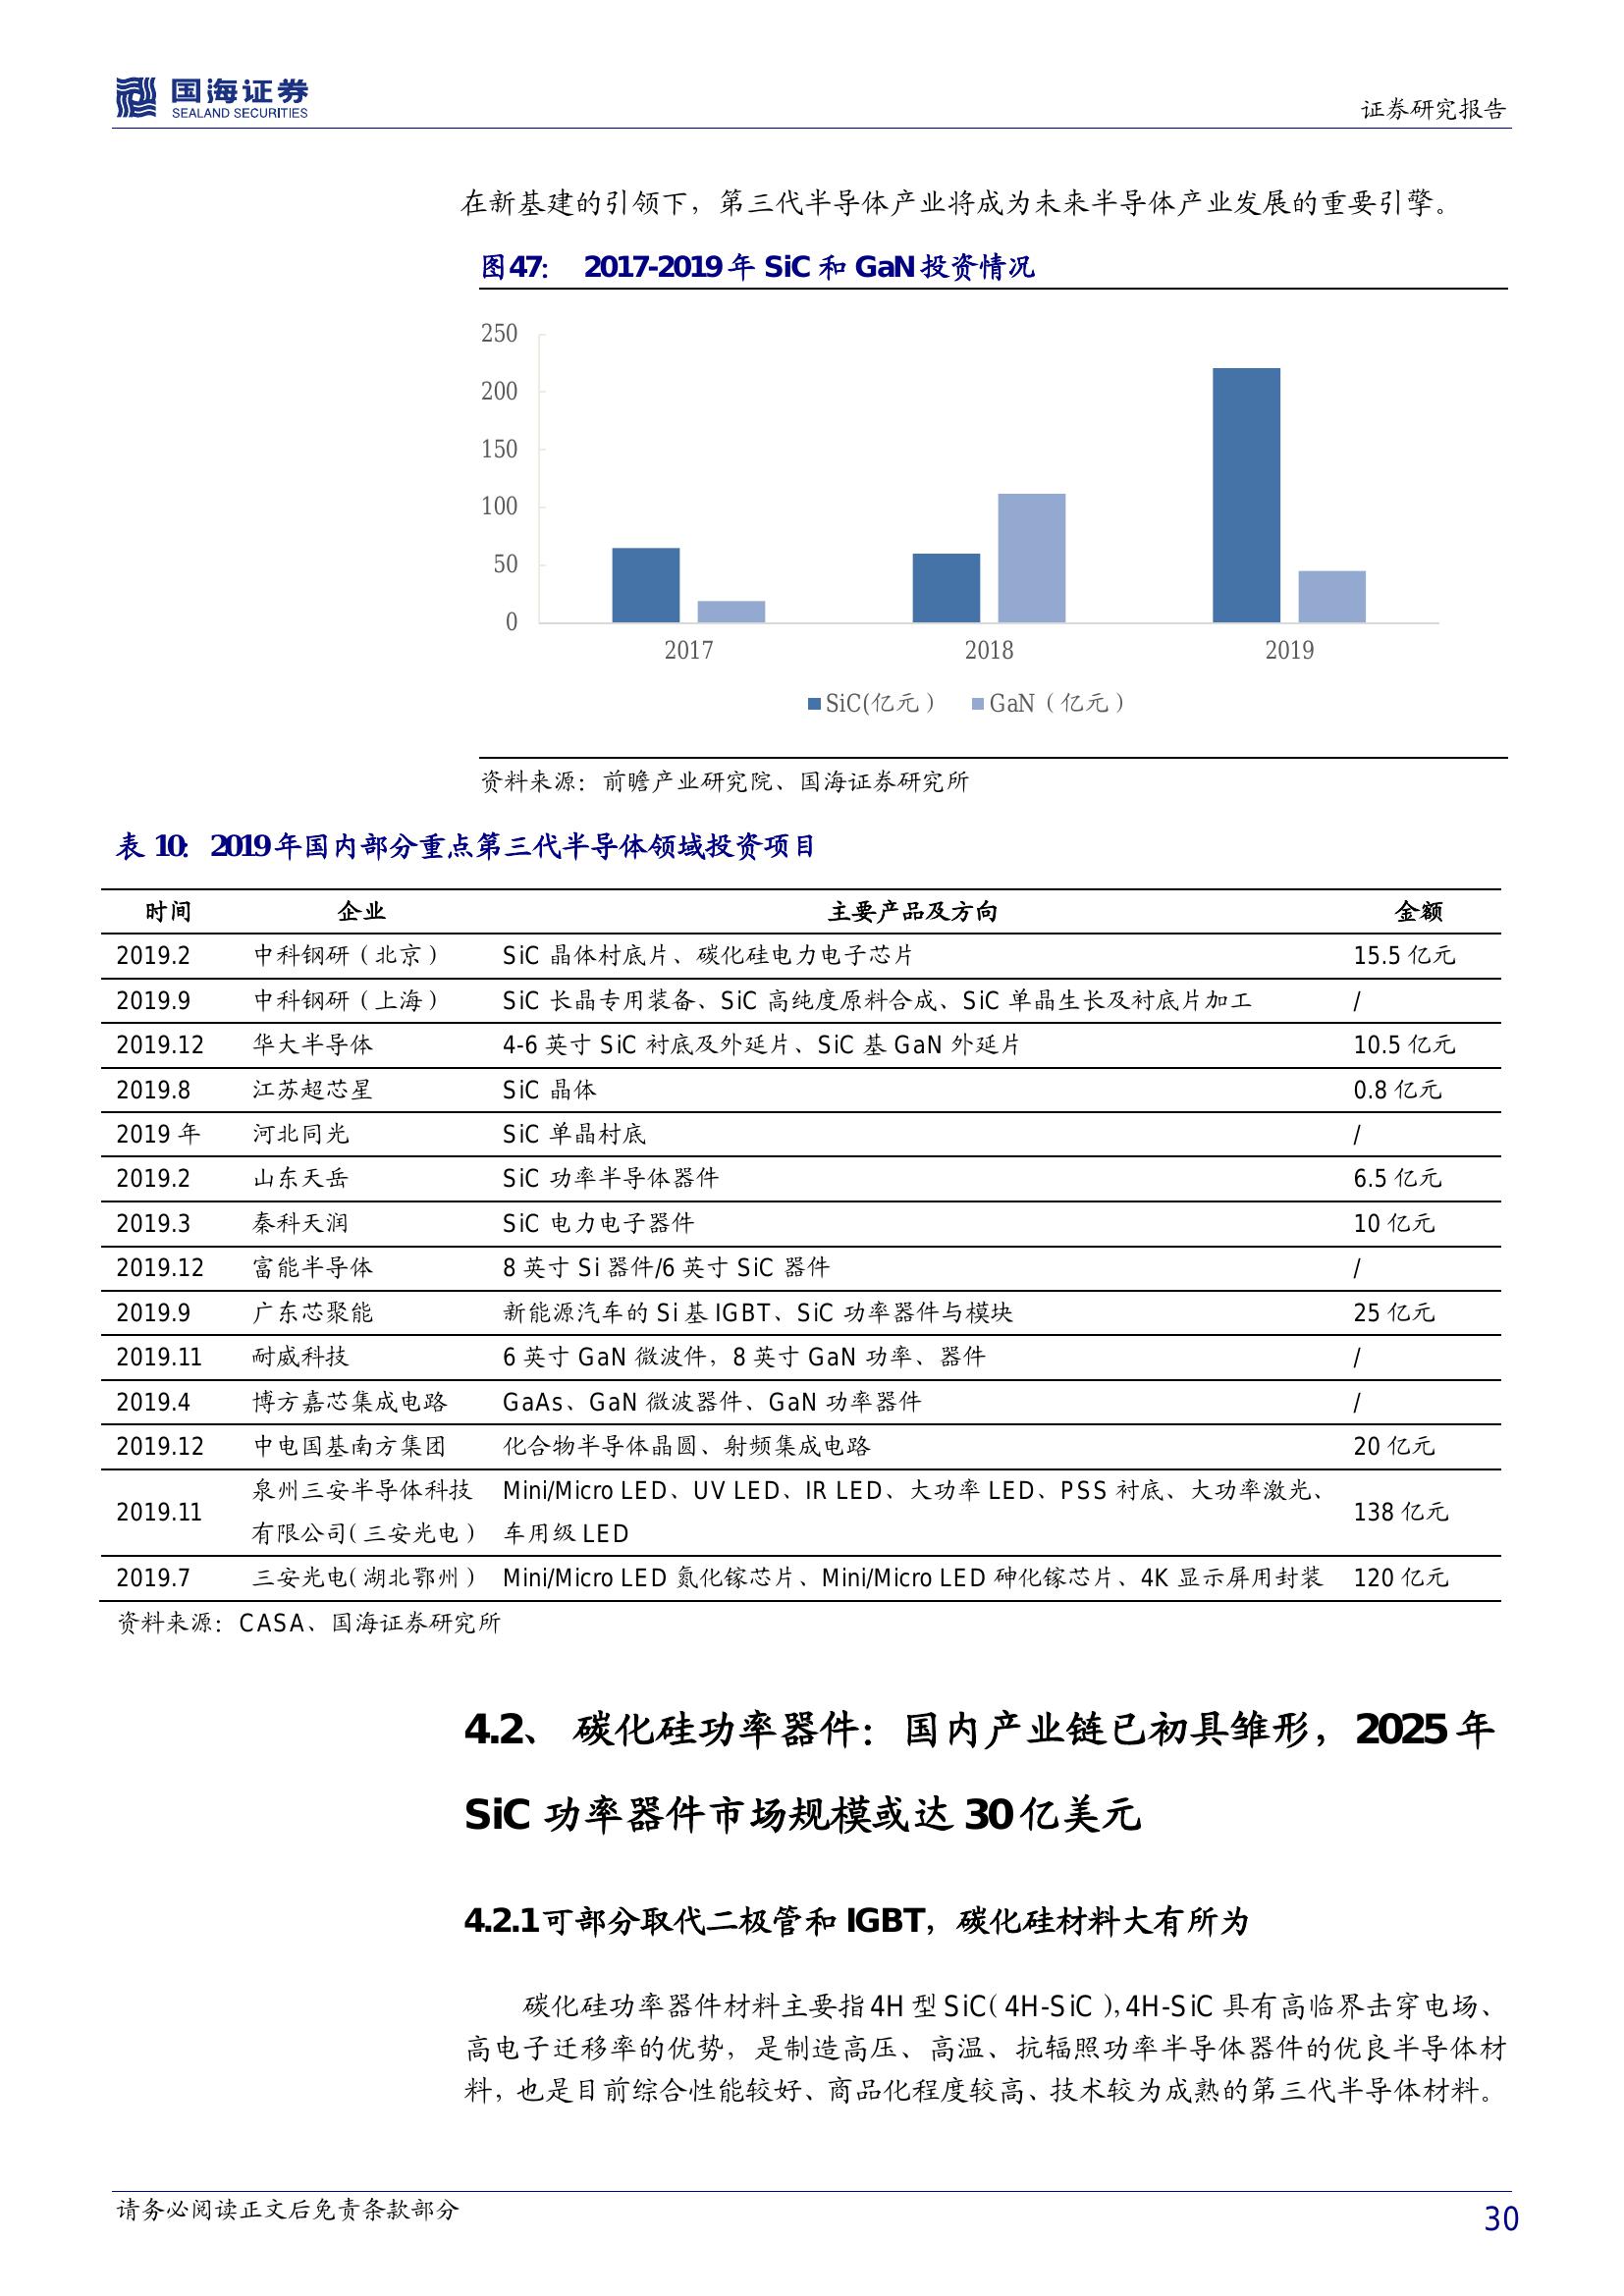 国海证券
SEALAND SECURITIES
证券研究报告
在新基建的引领下，第三代半导体产业将成为未来半导体产业发展的重要引擎。
图47： 2017-2019年 SiC 和 GaN投资情况
250
200
150
100
50
0
2017 2018 2019
SiC(亿元） GaN（亿元）
资料来源：前瞻产业研究院、国海证券研究所
表 10：2019年国内部分重点第三代半导体领域投资项目
时间 企业 主要产品及方向 金额
2019.2 中科钢研（北京） SiC 晶体村底片、碳化硅电力电子芯片 15.5 亿元
2019.9 中科钢研（上海） SiC 长晶专用装备、SiC 高纯度原料合成、SiC 单晶生长及衬底片加工 /
2019.12 华大半导体 4-6 英寸 SiC 衬底及外延片、SiC 基 GaN 外延片 10.5 亿元
2019.8 江苏超芯星 SiC 晶体 0.8 亿元
2019 年 河北同光 SiC 单晶村底 /
2019.2 山东天岳 SiC 功率半导体器件 6.5 亿元
2019.3 秦科天润 SiC 电力电子器件 10 亿元
2019.12 富能半导体 8 英寸 Si 器件/6 英寸 SiC 器件 /
2019.9 广东芯聚能 新能源汽车的 Si 基 IGBT、SiC 功率器件与模块 25 亿元
2019.11 耐威科技 6 英寸 GaN 微波件，8 英寸 GaN 功率、器件 /
2019.4 博方嘉芯集成电路 GaAs、GaN 微波器件、GaN 功率器件 /
2019.12 中电国基南方集团 化合物半导体晶圆、射频集成电路 20 亿元
2019.11 泉州三安半导体科技 Mini/Micro LED、UV LED、IR LED、大功率 LED、PSS 衬底、大功率激光、 138 亿元
有限公司(三安光电） 车用级 LED
2019.7 三安光电(湖北鄂州） Mini/Micro LED 氮化镓芯片、Mini/Micro LED 砷化镓芯片、4K 显示屏用封装 120 亿元
资料来源：CASA、国海证券研究所
4.2、 碳化硅功率器件：国内产业链已初具雏形，2025 年
SiC 功率器件市场规模或达 30 亿美元
4.2.1可部分取代二极管和 IGBT，碳化硅材料大有所为
碳化硅功率器件材料主要指 4H 型 SiC（4H-SiC），4H-SiC 具有高临界击穿电场、
高电子迁移率的优势，是制造高压、高温、抗辐照功率半导体器件的优良半导体材
料，也是目前综合性能较好、商品化程度较高、技术较为成熟的第三代半导体材料。
请务必阅读正文后免责条款部分
30